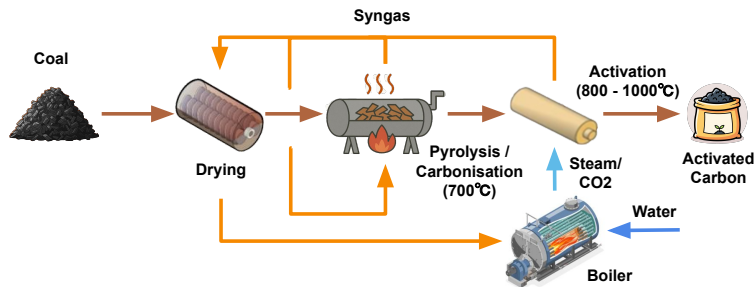 Syngas
Coal
Activation
(800 - 1000℃)
Drying
Pyrolysis /
Carbonisation
(700℃)
Steam/
CO2
Activated
Carbon
Water
Boiler